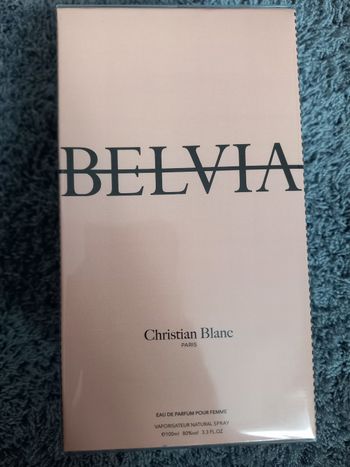 BELVIA
Christian Blanc
PARIS
EAU DE PARFUM POUR FEMME
VAPORISATEUR NATURAL SPRAY
℮100ml 80%vol 3.3 FL.OZ